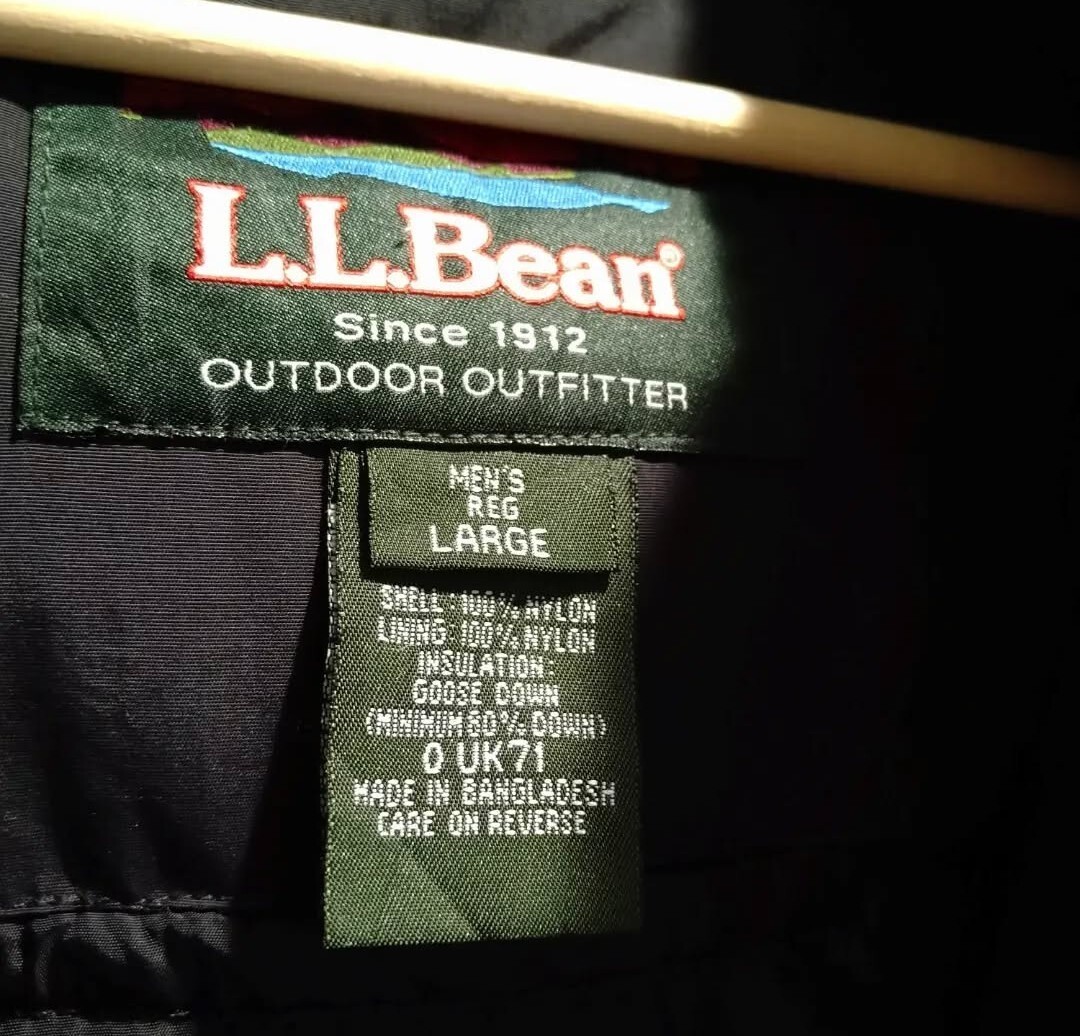 L.L.Bean®
Since 1912
OUTDOOR OUTFITTER
MEN'S
REG
LARGE
SHELL: 100% NYLON
LINING: 100% NYLON
INSULATION:
GOOSE DOWN
(MINIMUM 80% DOWN)
0 UK71
MADE IN BANGLADESH
CARE ON REVERSE